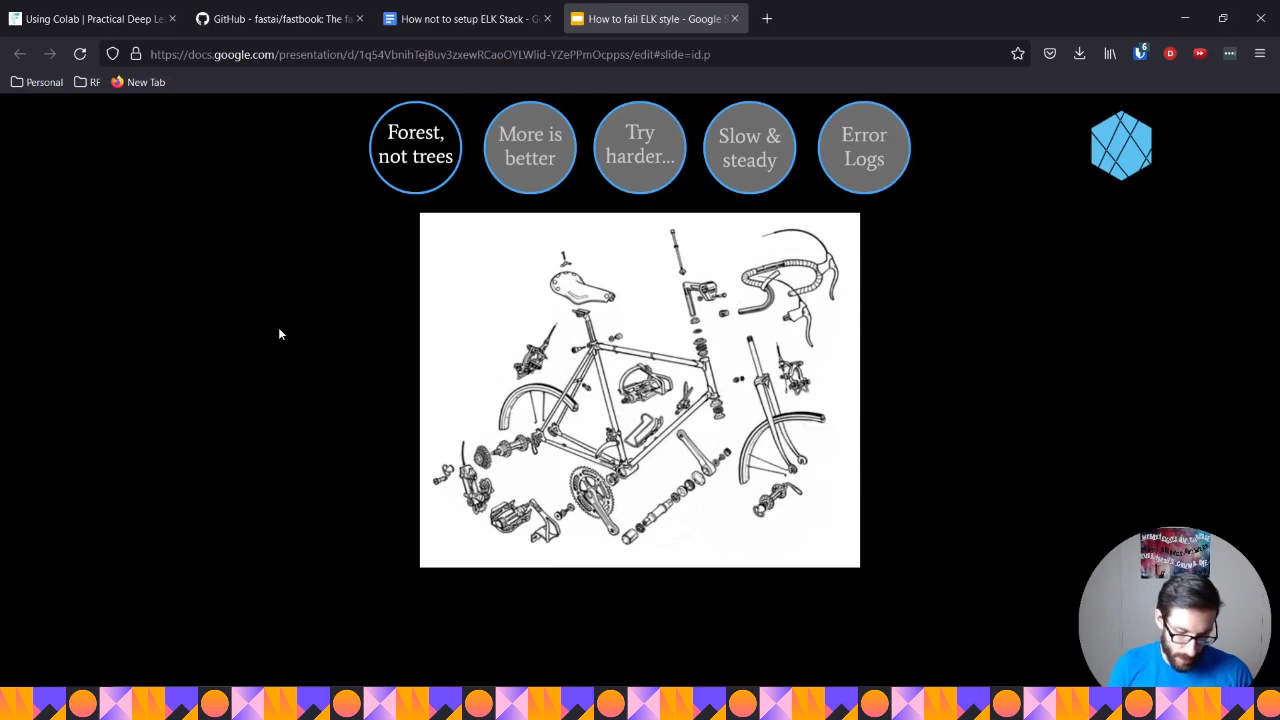 Using Colab | Practical Deep Le
GitHub - fastai/fastbook: The fa
How not to setup ELK Stack - Go
How to fail ELK style - Google S
https://docs.google.com/presentation/d/1q54VbnihTejBuv3zxewRCaoOYLWlid-YZePPmOcppss/edit#slide=id.p
6
Personal
RF
New Tab
Forest,
not trees
More is
better
Try
harder...
Slow &
steady
Error
Logs